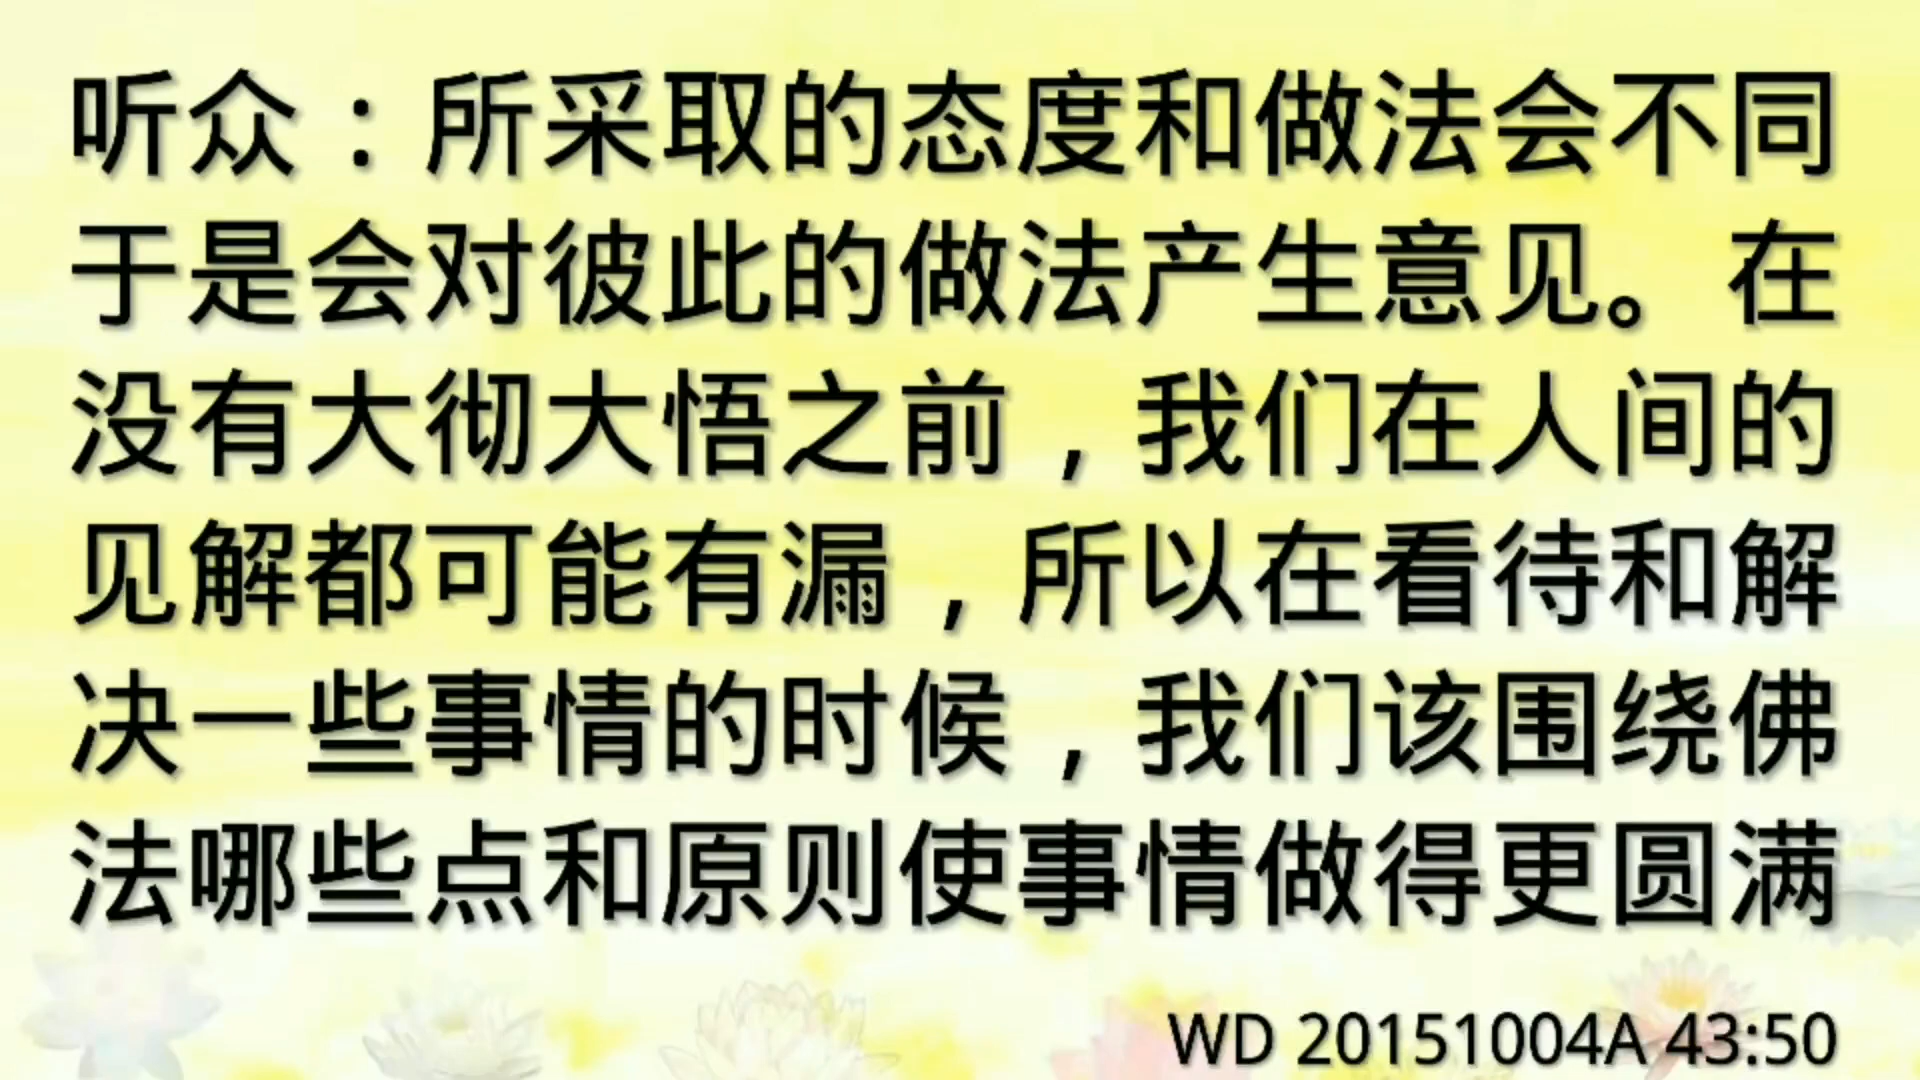 听众：所采取的态度和做法会不同
于是会对彼此的做法产生意见。在
没有大彻大悟之前，我们在人间的
见解都可能有漏，所以在看待和解
决一些事情的时候，我们该围绕佛
法哪些点和原则使事情做得更圆满
WD 20151004A 43:50